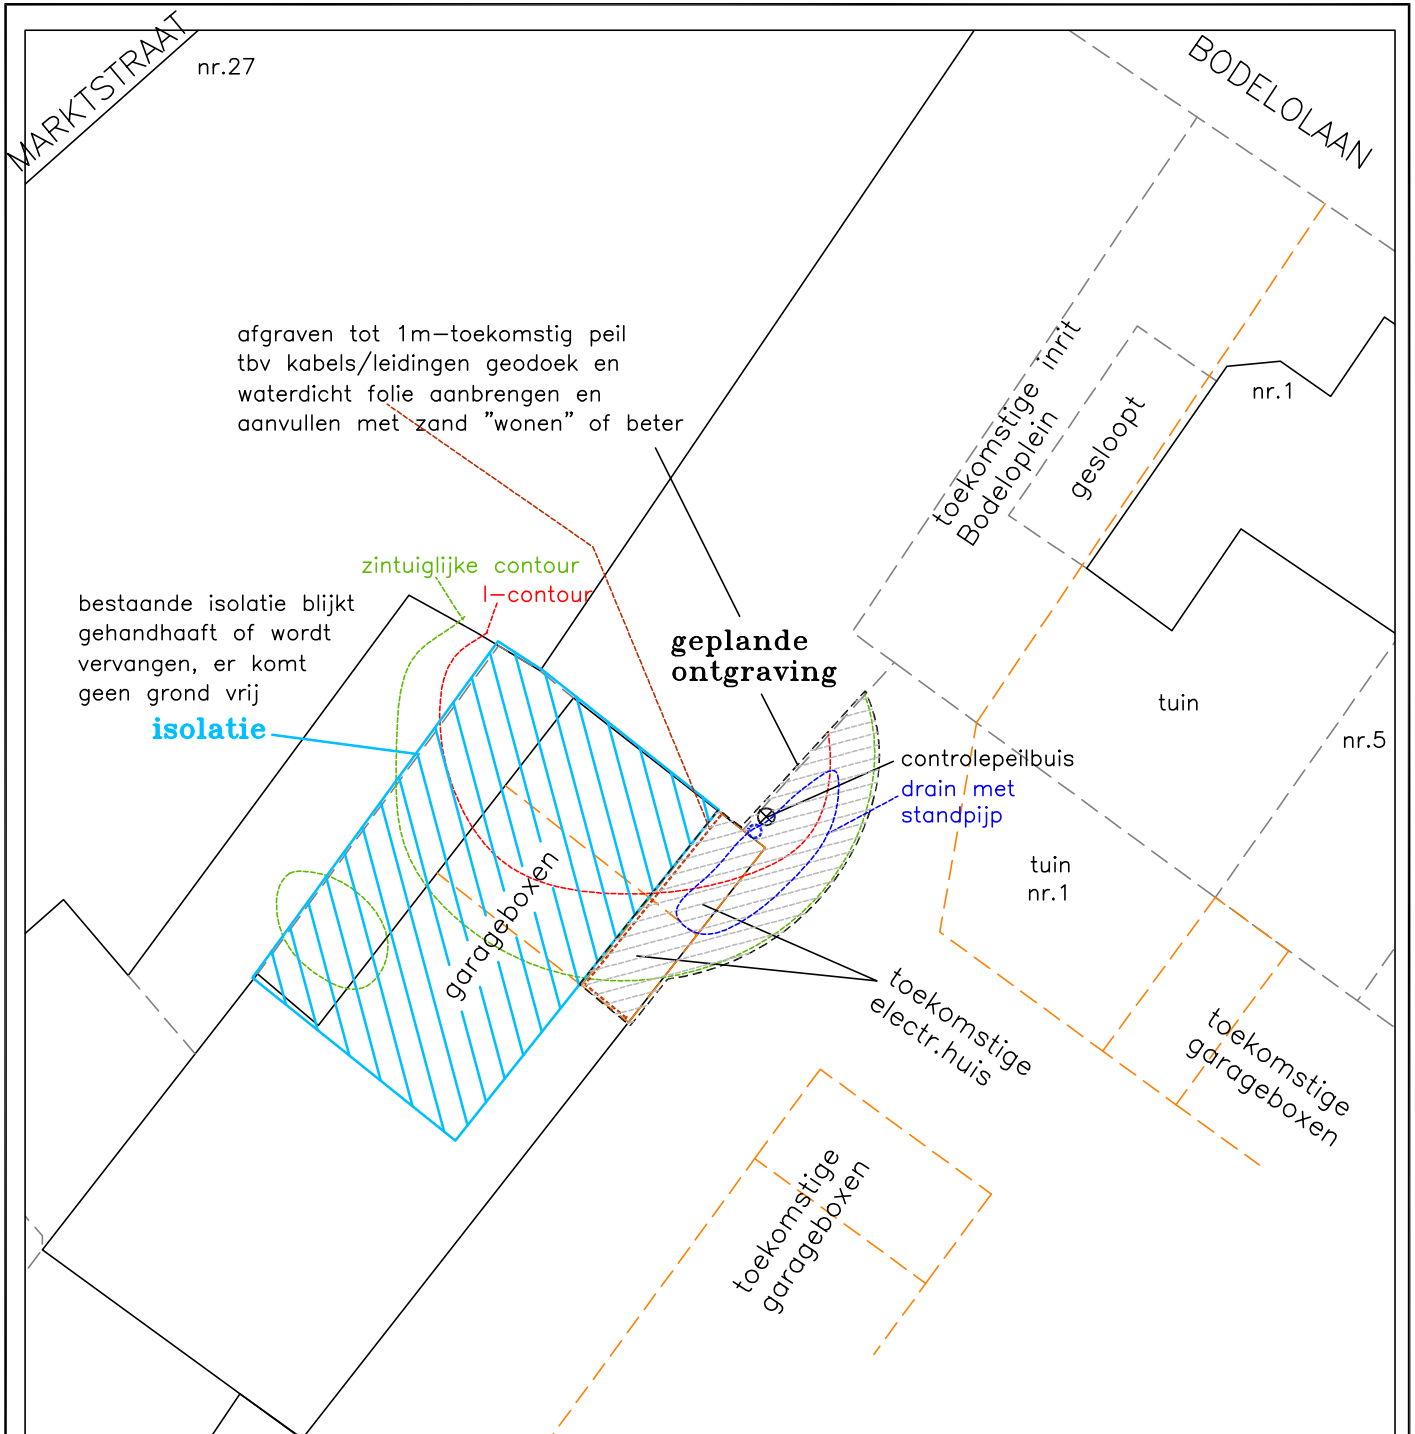 MARKTSTRAAT
nr.27
BODELOLAAN
afgraven tot 1m-toekomstig peil
tbv kabels/leidingen geodoek en
waterdicht folie aanbrengen en
aanvullen met zand "wonen" of beter
toekomstige inrit
Bodeloplein
gesloopt
nr.1
zintuiglijke contour
I-contour
bestaande isolatie blijkt
gehandhaaft of wordt
vervangen, er komt
geen grond vrij
isolatie
geplande
ontgraving
tuin
nr.5
controlepeilbuis
drain met
standpijp
tuin
nr.1
garageboxen
toekomstige
electr.huis
toekomstige
garageboxen
toekomstige
garageboxen